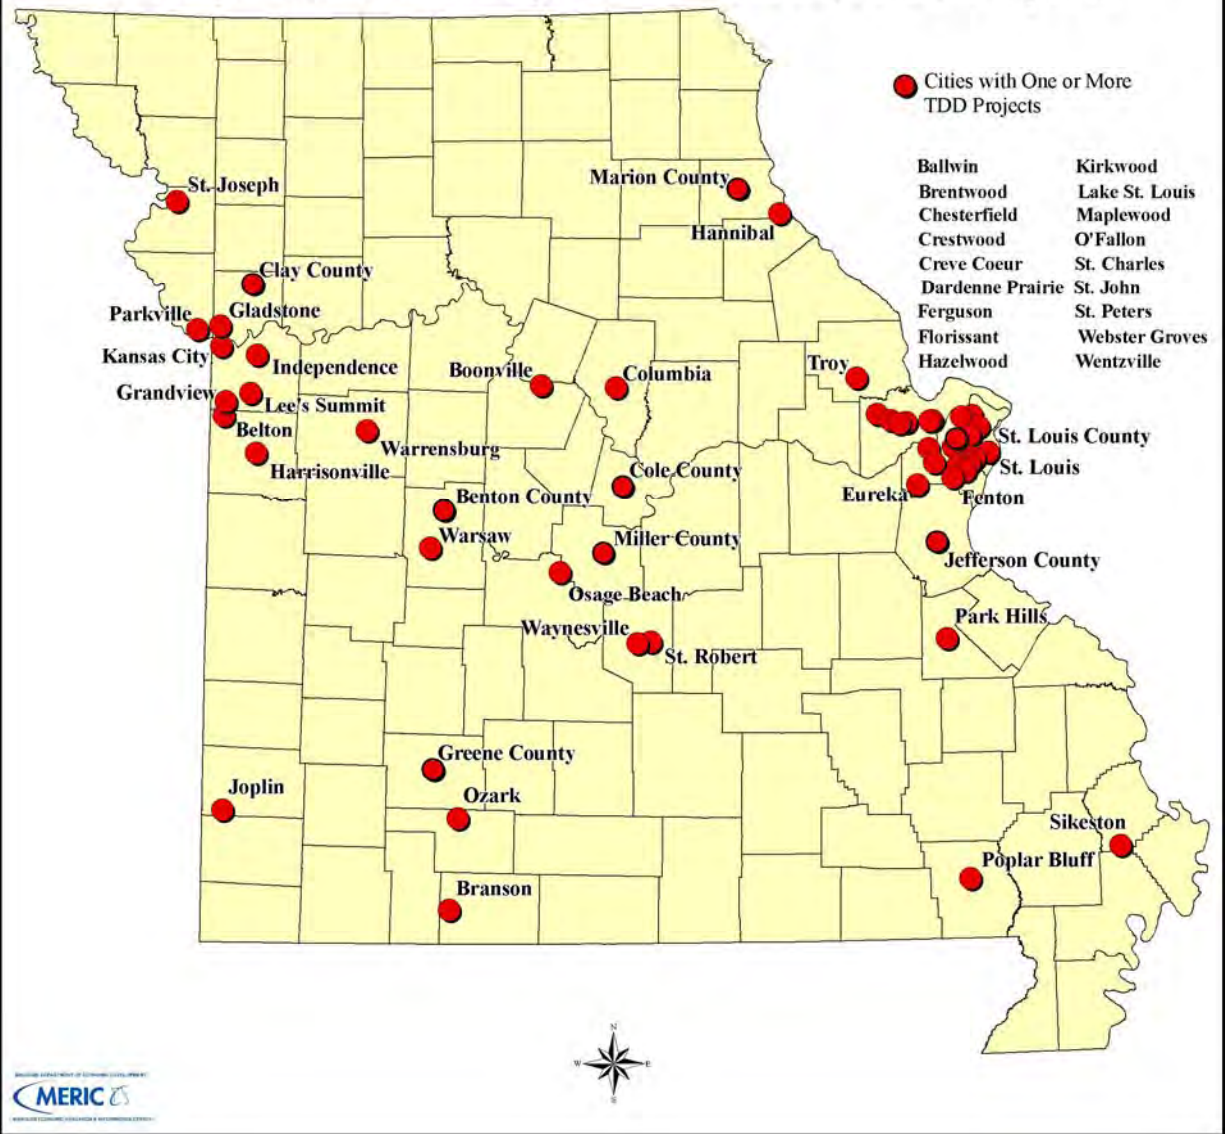 Cities with One or More
TDD Projects
Ballwin Kirkwood
Brentwood Lake St. Louis
Chesterfield Maplewood
Crestwood O'Fallon
Creve Coeur St. Charles
Dardenne Prairie St. John
Ferguson St. Peters
Florissant Webster Groves
Hazelwood Wentzville
Marion County
St. Joseph
Hannibal
Clay County
Parkville
Gladstone
Kansas City
Independence
Boonville
Columbia
Troy
Grandview
Lee's Summit
Belton
Warrensburg
St. Louis County
Harrisonville
Cole County
St. Louis
Benton County
Eureka
Fenton
Warsaw
Miller County
Jefferson County
Osage Beach
Park Hills
Waynesville
St. Robert
Greene County
Joplin
Ozark
Sikeston
Poplar Bluff
Branson
N
W E
S
MERIC